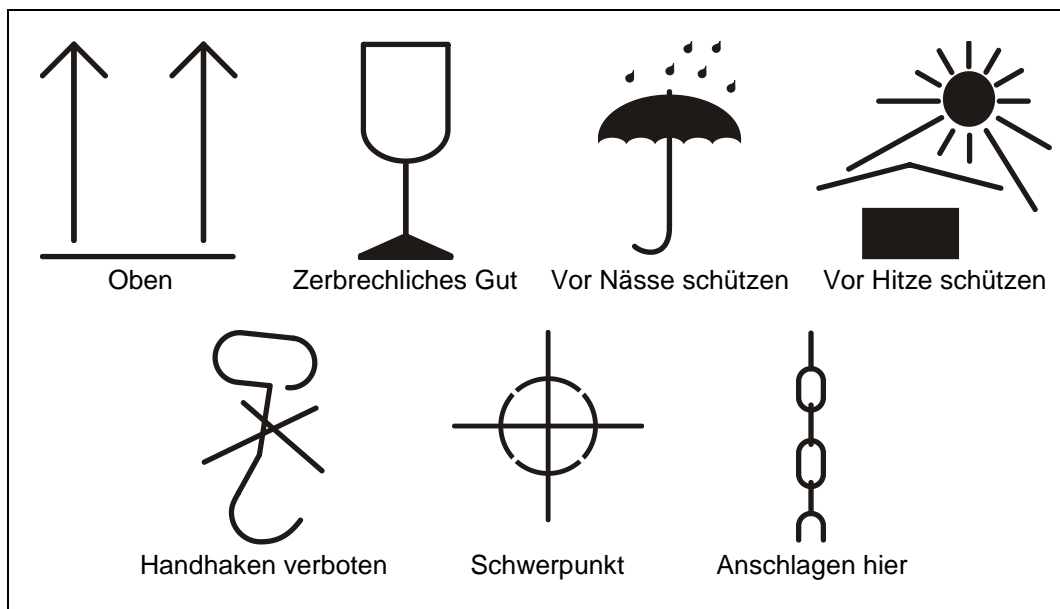 Oben
Zerbrechliches Gut
Vor Nässe schützen
Vor Hitze schützen
Handhaken verboten
Schwerpunkt
Anschlagen hier